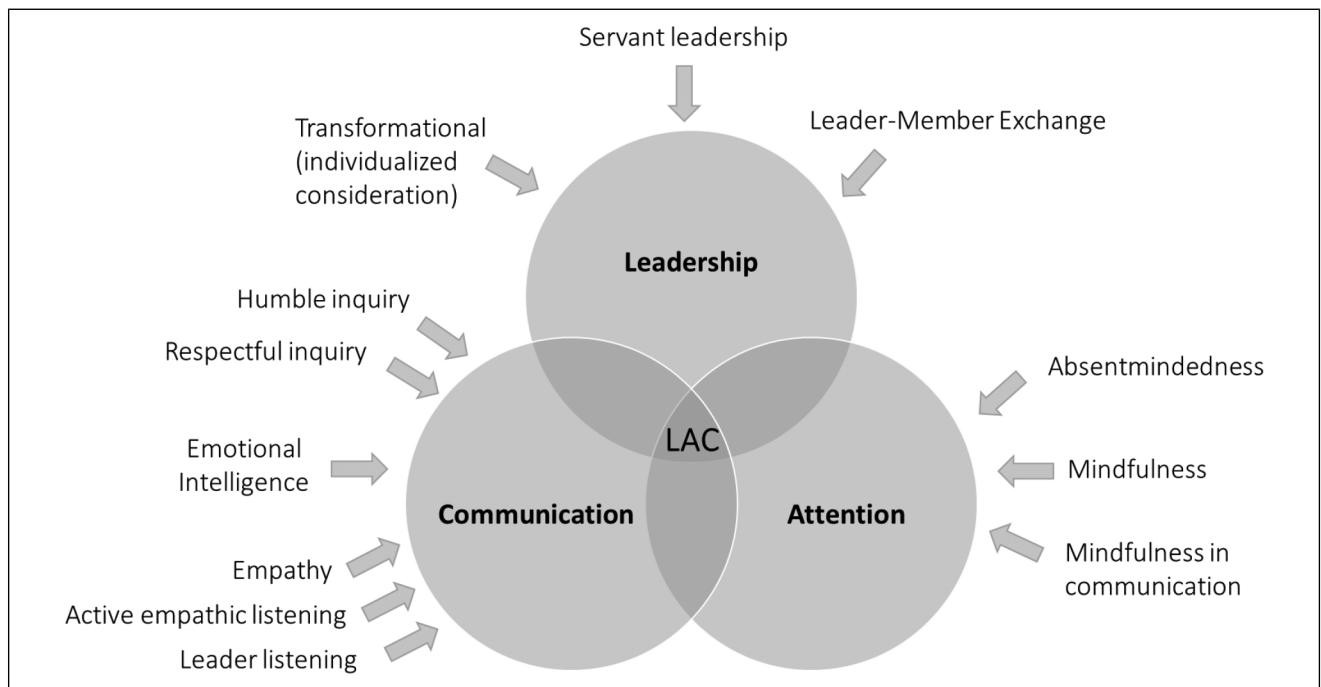 Servant leadership
Transformational
(individualized
consideration)
Leader-Member Exchange
Leadership
Humble inquiry
Respectful inquiry
Emotional
Intelligence
Empathy
Active empathic listening
Leader listening
LAC
Communication
Attention
Absentmindedness
Mindfulness
Mindfulness in
communication